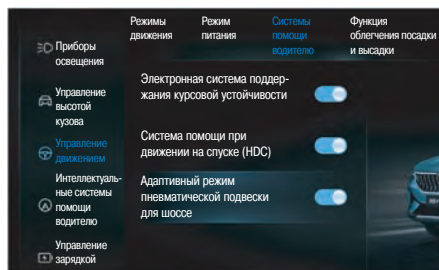 Режимы
движения
Режим
питания
Системы
помощи
водителю
Функция
облегчения посадки
и высадки
Приборы
освещения
Управление
высотой
кузова
Управление
движением
Интеллектуаль-
ные системы
помощи
водителю
Управление
зарядкой
Электронная система поддер-
жания курсовой устойчивости
Система помощи при
движении на спуске (HDC)
Адаптивный режим
пневматической подвески
для шоссе